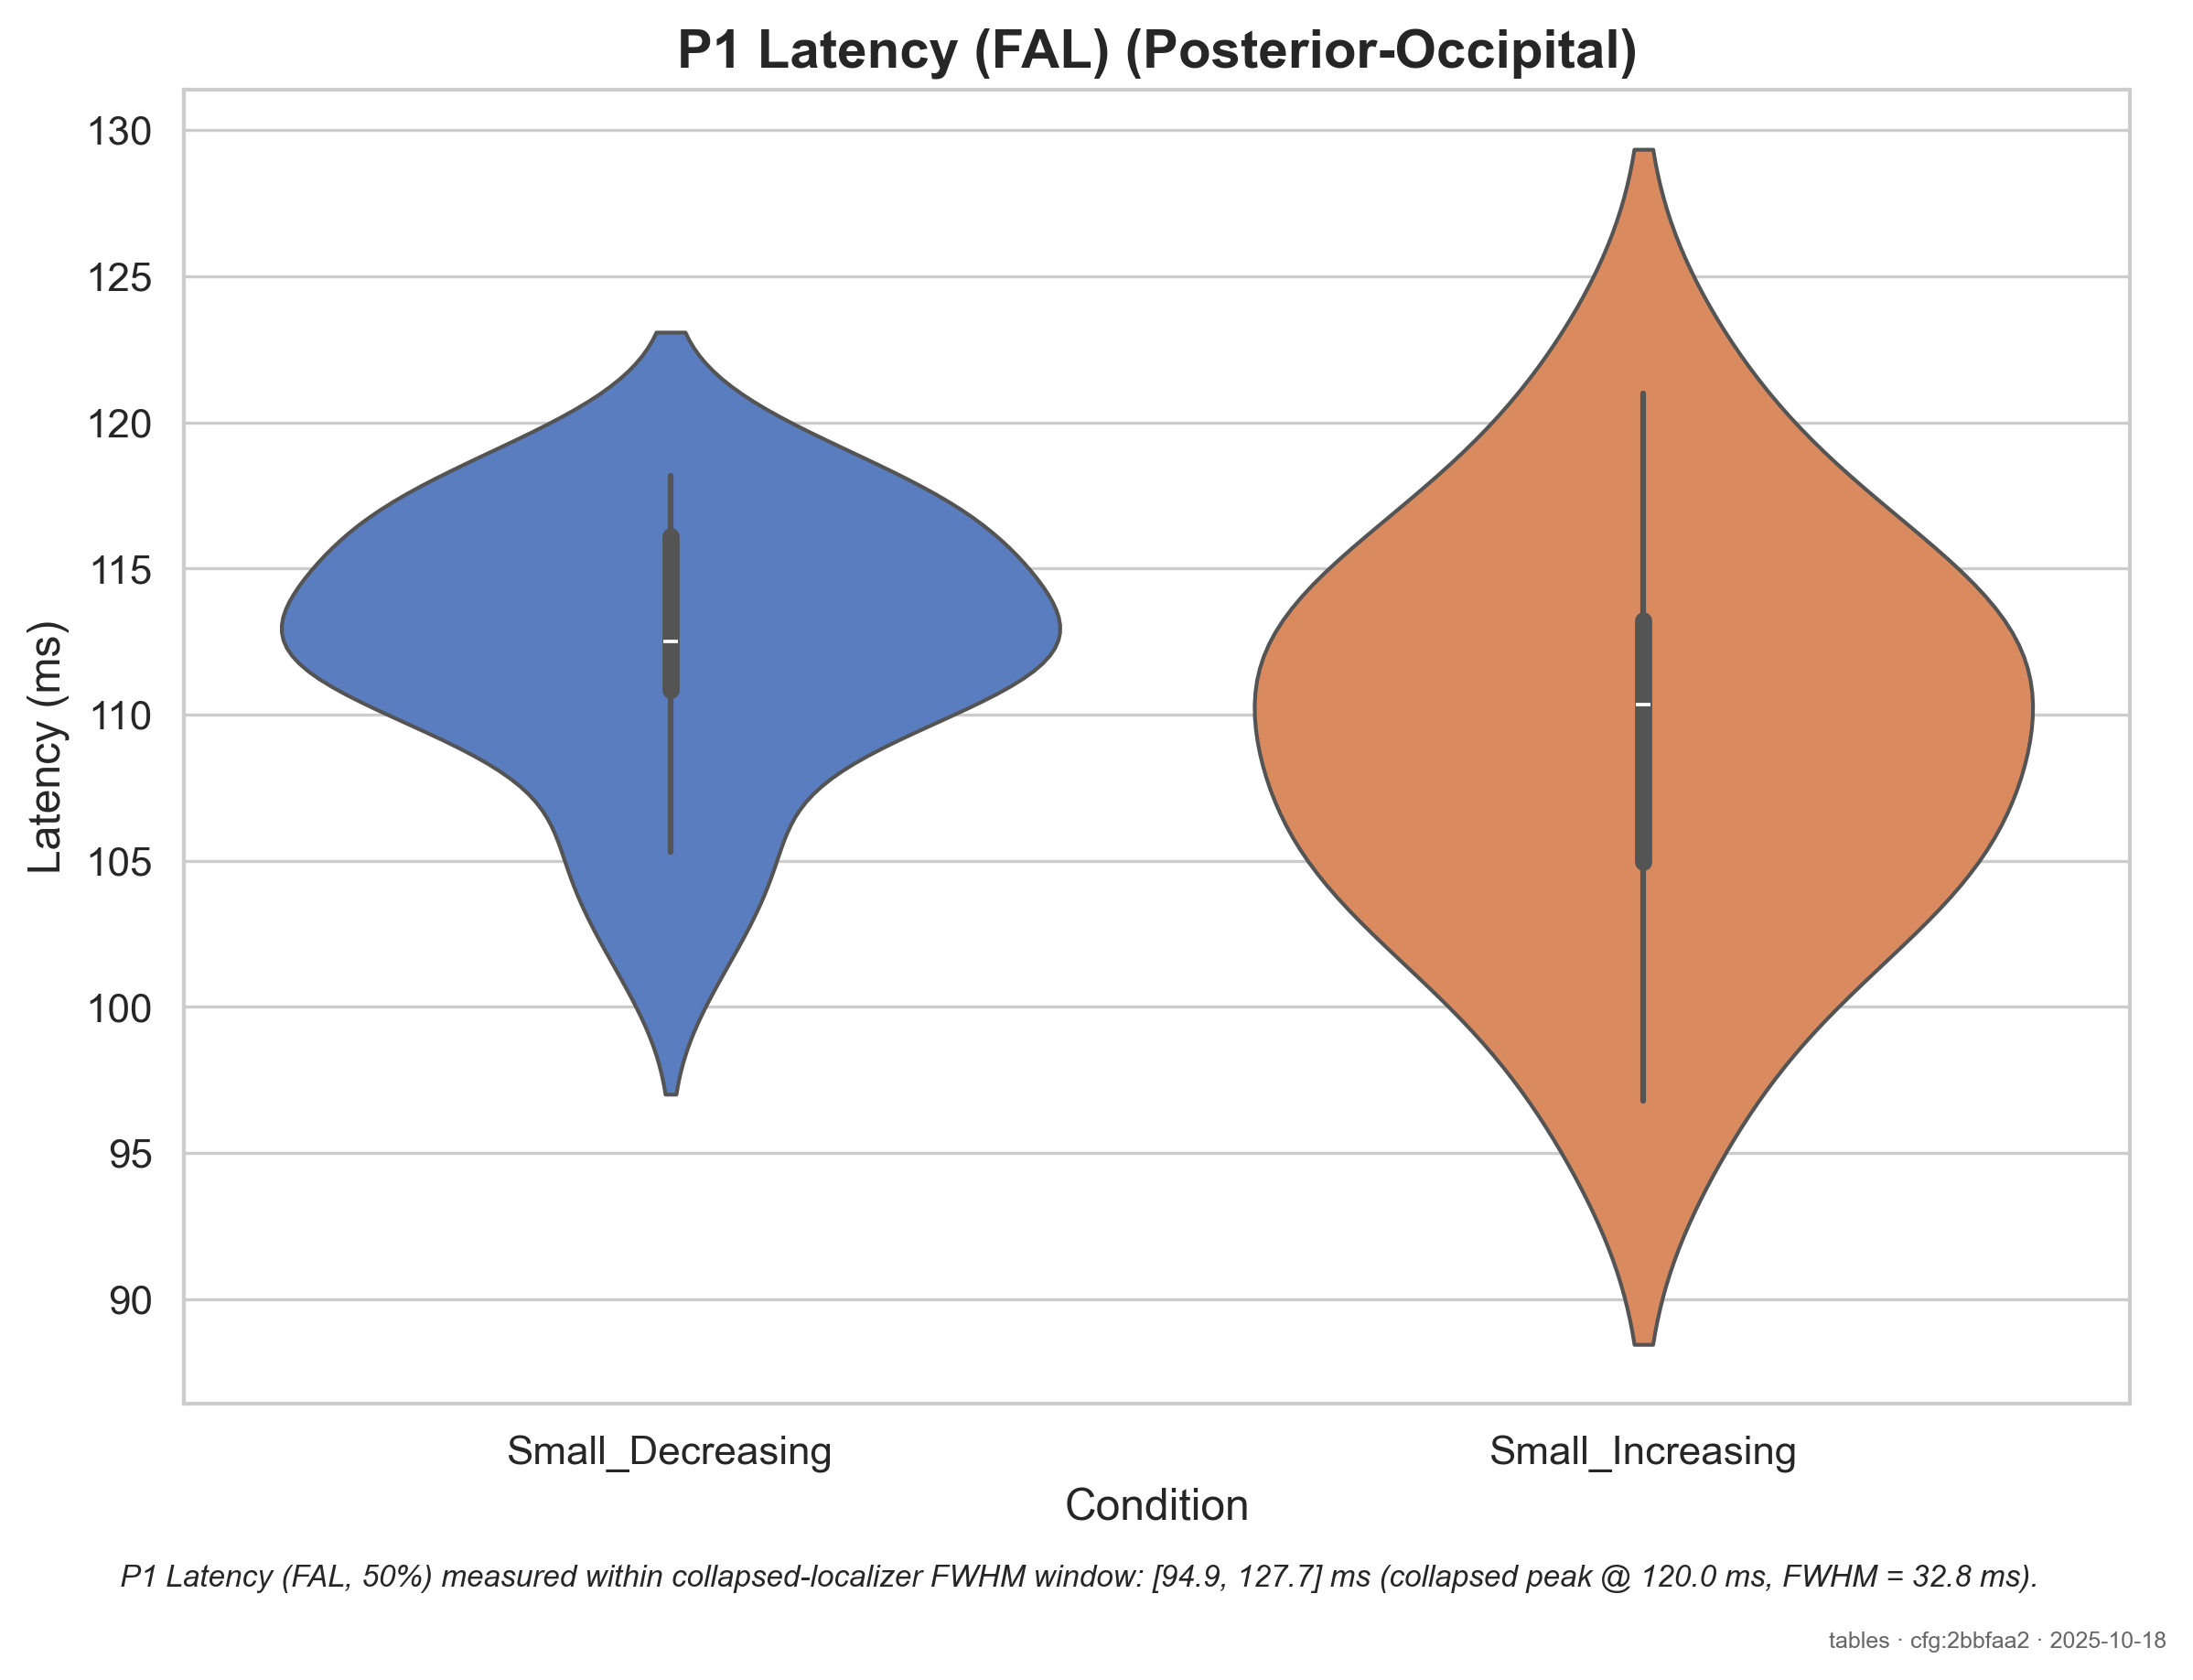 P1 Latency (FAL) (Posterior-Occipital)
130
125
120
115
110
105
100
95
90
Latency (ms)
Small_Decreasing
Small_Increasing
Condition
P1 Latency (FAL, 50%) measured within collapsed-localizer FWHM window: [94.9, 127.7] ms (collapsed peak @ 120.0 ms, FWHM = 32.8 ms).
tables · cfg:2bbfaa2 · 2025-10-18